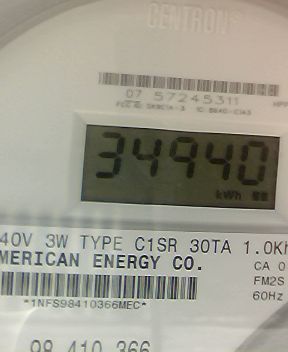 CENTRON®
07 57245311
34940
kWh
40V 3W TYPE C1SR 30TA 1.0Kh
MERICAN ENERGY CO.
CA 0
FM2S
60Hz
*1NFS98410366MEC*
98 410 366